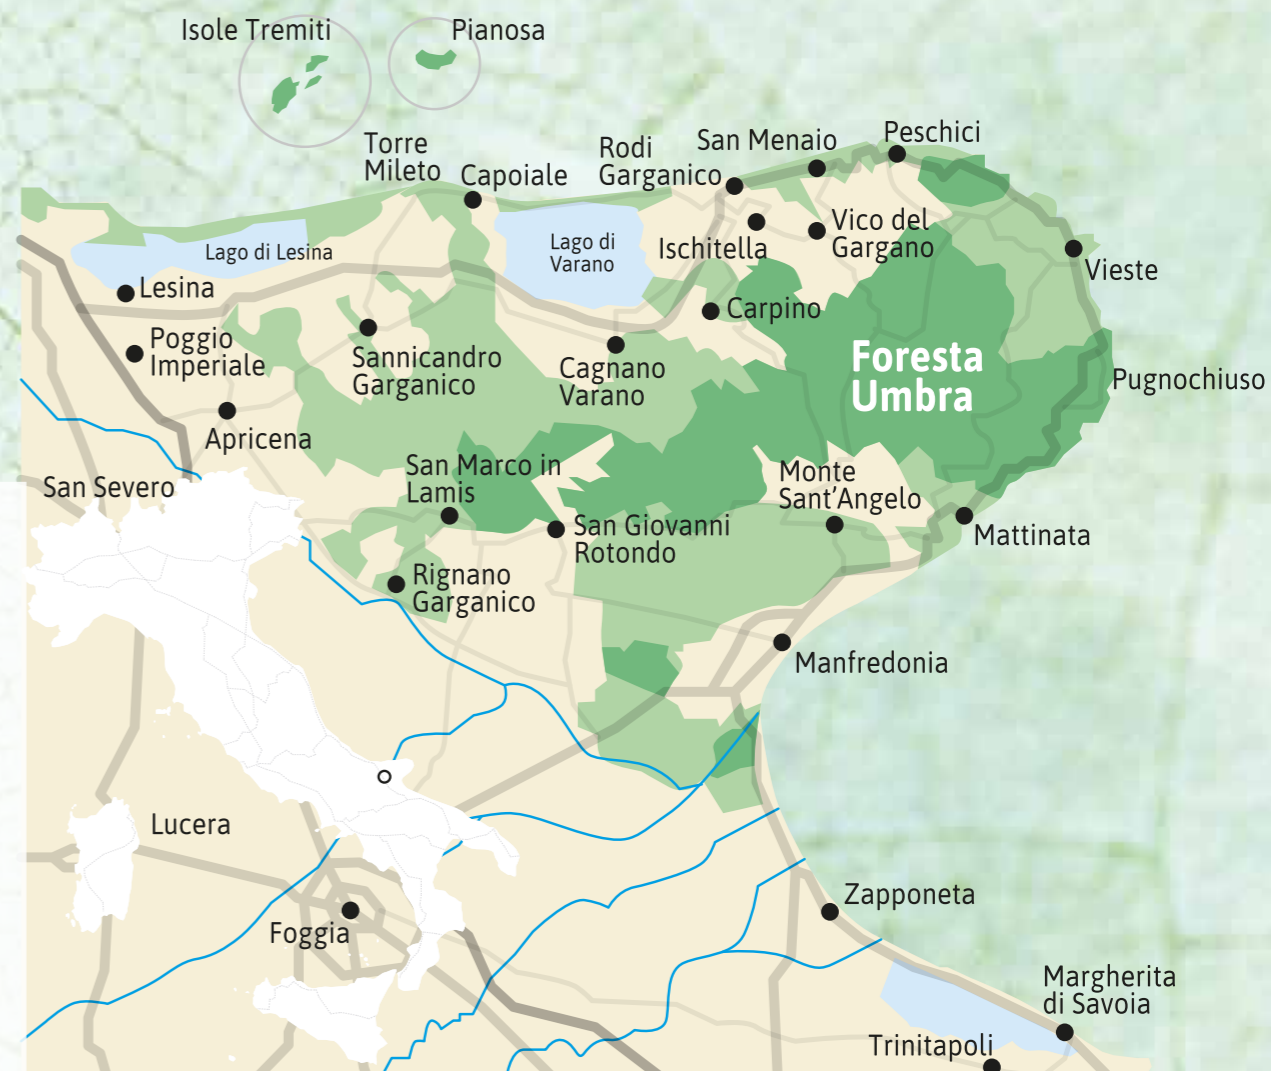 Isole Tremiti
Pianosa
Torre
Mileto
Capoiale
Rodi
Garganico
San Menaio
Peschici
Lago di Lesina
Lago di
Varano
Ischitella
Vico del
Gargano
Vieste
Lesina
Carpino
Poggio
Imperiale
Sannicandro
Garganico
Cagnano
Varano
Foresta
Umbra
Pugnochiuso
Apricena
San Marco in
Lamis
Monte
Sant'Angelo
San Severo
San Giovanni
Rotondo
Mattinata
Rignano
Garganico
Manfredonia
Lucera
Foggia
Zapponeta
Margherita
di Savoia
Trinitapoli